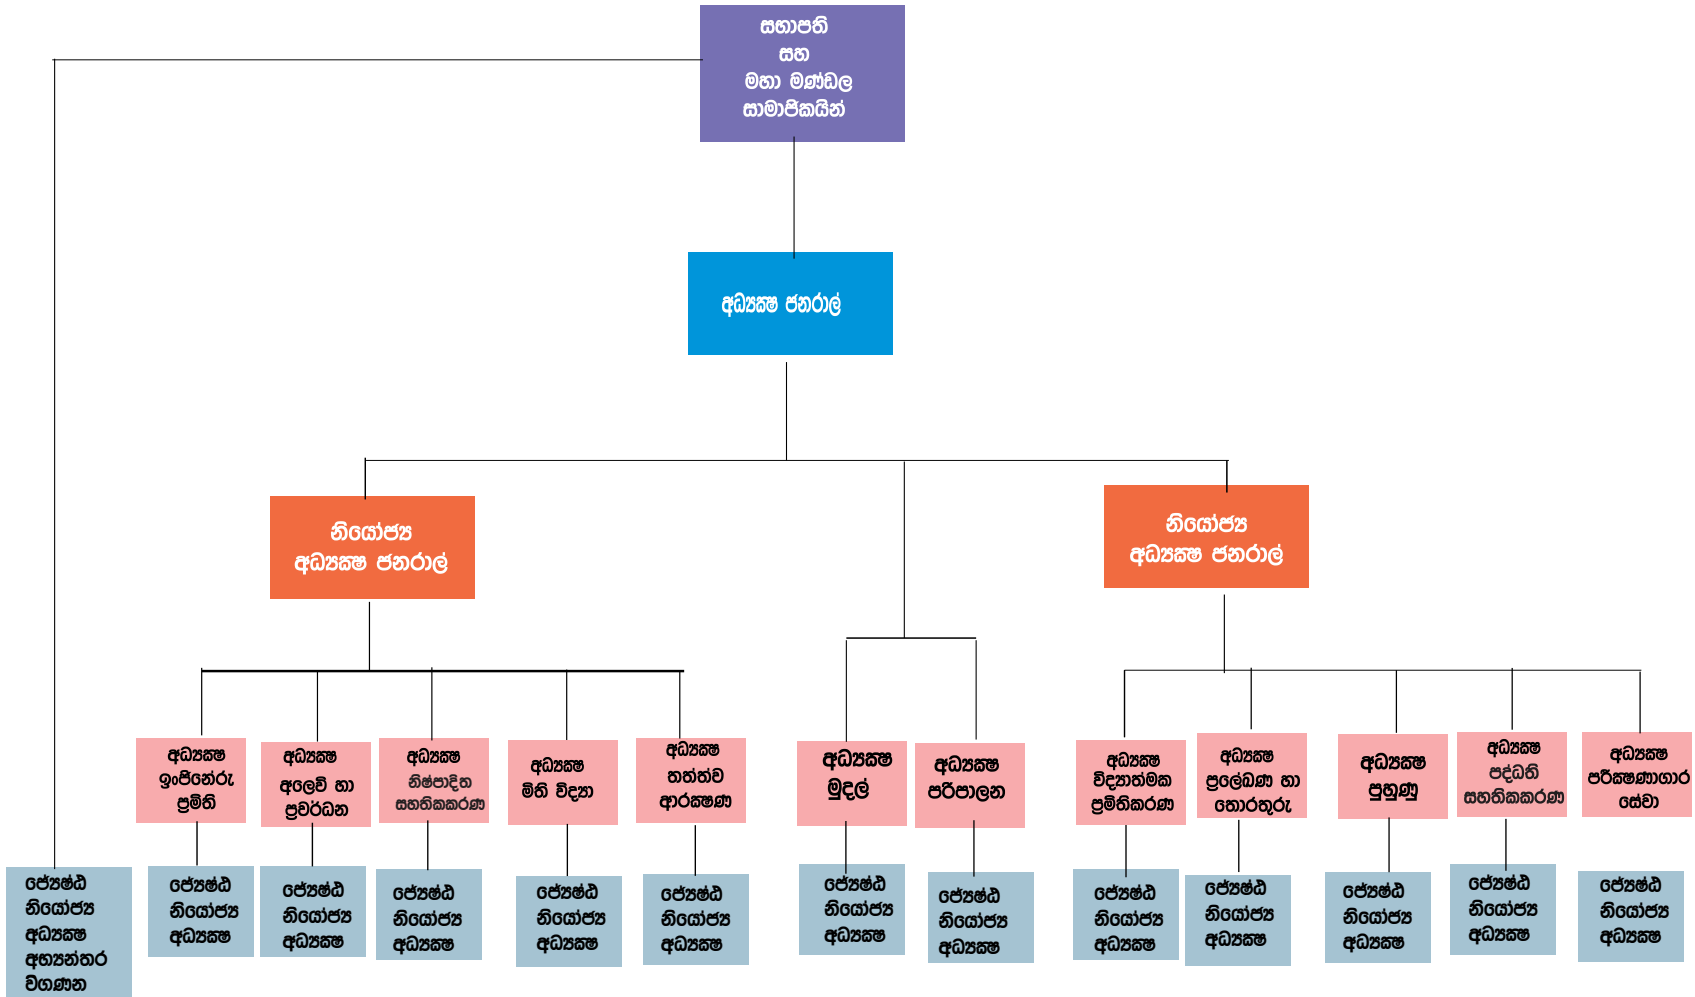 සභාපති
සහ
මහා මණ්ඩල
සාමාජිකයින්
අධ්‍යක්‍ෂ ජනරාල්
නියෝජ්‍ය
අධ්‍යක්‍ෂ ජනරාල්
නියෝජ්‍ය
අධ්‍යක්‍ෂ ජනරාල්
අධ්‍යක්‍ෂ
ඉංජිනේරු
ප්‍රමිති
අධ්‍යක්‍ෂ
අලෙවි හා
ප්‍රවර්ධන
අධ්‍යක්‍ෂ
නිෂ්පාදිත
සහතිකකරණ
අධ්‍යක්‍ෂ
මිති විද්‍යා
අධ්‍යක්‍ෂ
තත්ත්ව
ආරක්‍ෂණ
අධ්‍යක්‍ෂ
මුදල්
අධ්‍යක්‍ෂ
පරිපාලන
අධ්‍යක්‍ෂ
විද්‍යාත්මක
ප්‍රමිතිකරණ
අධ්‍යක්‍ෂ
ප්‍රලේඛණ හා
තොරතුරු
අධ්‍යක්‍ෂ
පුහුණු
අධ්‍යක්‍ෂ
පද්ධති
සහතිකකරණ
අධ්‍යක්‍ෂ
පරීක්‍ෂණාගාර
සේවා
ජ්‍යෙෂ්ඨ
නියෝජ්‍ය
අධ්‍යක්‍ෂ
අභ්‍යන්තර
විගණන
ජ්‍යෙෂ්ඨ
නියෝජ්‍ය
අධ්‍යක්‍ෂ
ජ්‍යෙෂ්ඨ
නියෝජ්‍ය
අධ්‍යක්‍ෂ
ජ්‍යෙෂ්ඨ
නියෝජ්‍ය
අධ්‍යක්‍ෂ
ජ්‍යෙෂ්ඨ
නියෝජ්‍ය
අධ්‍යක්‍ෂ
ජ්‍යෙෂ්ඨ
නියෝජ්‍ය
අධ්‍යක්‍ෂ
ජ්‍යෙෂ්ඨ
නියෝජ්‍ය
අධ්‍යක්‍ෂ
ජ්‍යෙෂ්ඨ
නියෝජ්‍ය
අධ්‍යක්‍ෂ
ජ්‍යෙෂ්ඨ
නියෝජ්‍ය
අධ්‍යක්‍ෂ
ජ්‍යෙෂ්ඨ
නියෝජ්‍ය
අධ්‍යක්‍ෂ
ජ්‍යෙෂ්ඨ
නියෝජ්‍ය
අධ්‍යක්‍ෂ
ජ්‍යෙෂ්ඨ
නියෝජ්‍ය
අධ්‍යක්‍ෂ
ජ්‍යෙෂ්ඨ
නියෝජ්‍ය
අධ්‍යක්‍ෂ